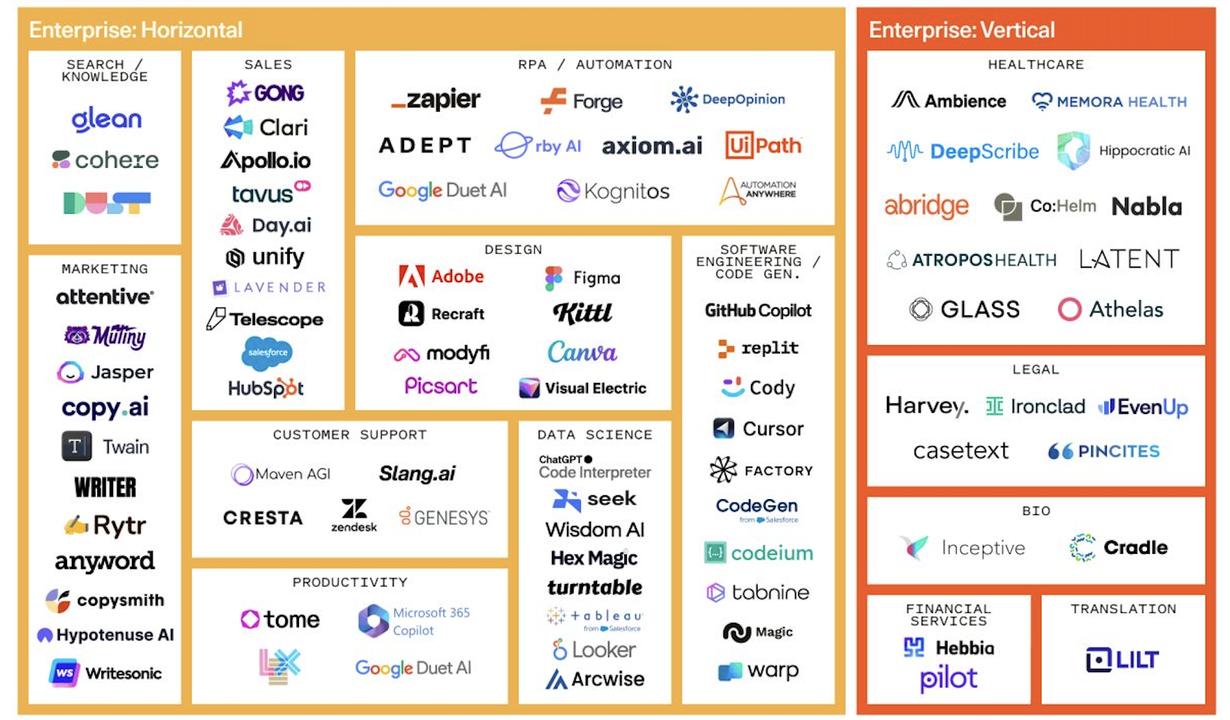 Enterprise: Horizontal
SEARCH /
KNOWLEDGE
glean
cohere
DUST
MARKETING
attentive®
Mutiny
Jasper
copy.ai
T Twain
WRITER
Rytr
anyword
copysmith
Hypotenuse AI
ws Writesonic
SALES
GONG
Clari
Apollo.io
tavus
Day.ai
unify
LAVENDER
Telescope
salesforce
HubSpot
RPA / AUTOMATION
zapier
Forge
DeepOpinion
ADEPT
rby AI
axiom.ai
UiPath
Google Duet AI
Kognitos
AUTOMATION
ANYWHERE
DESIGN
Adobe
Figma
Recraft
Kittl
modyfi
Canva
Picsart
Visual Electric
SOFTWARE
ENGINEERING /
CODE GEN.
GitHub Copilot
replit
Cody
Cursor
FACTORY
CodeGen
from Salesforce
{...} codeium
tabnine
Magic
warp
CUSTOMER SUPPORT
Maven AGI
Slang.ai
CRESTA
zendesk
GENESYS
DATA SCIENCE
ChatGPT
Code Interpreter
seek
Wisdom AI
Hex Magic
turntable
+ableau
from Salesforce
Looker
Arcwise
PRODUCTIVITY
tome
Microsoft 365
Copilot
LEX
Google Duet AI
Enterprise: Vertical
HEALTHCARE
Ambience
MEMORA HEALTH
DeepScribe
Hippocratic AI
abridge
Co:Helm
Nabla
ATROPOS HEALTH
LATENT
GLASS
Athelas
LEGAL
Harvey.
Ironclad
EvenUp
casetext
PINCITES
BIO
Inceptive
Cradle
FINANCIAL
SERVICES
Hebbia
pilot
TRANSLATION
LILT